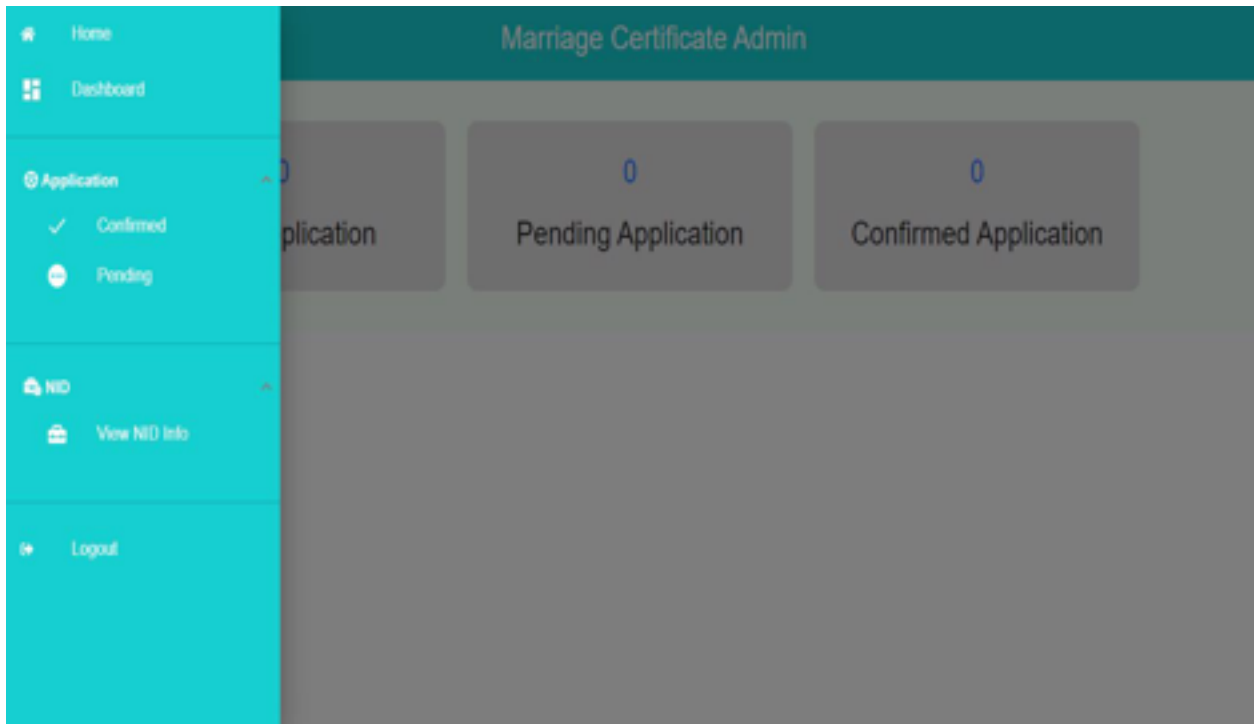 Home
Marriage Certificate Admin
Dashboard
Application
Confirmed
Pending
NID
View NID Info
Logout
plication
0
Pending Application
0
Confirmed Application